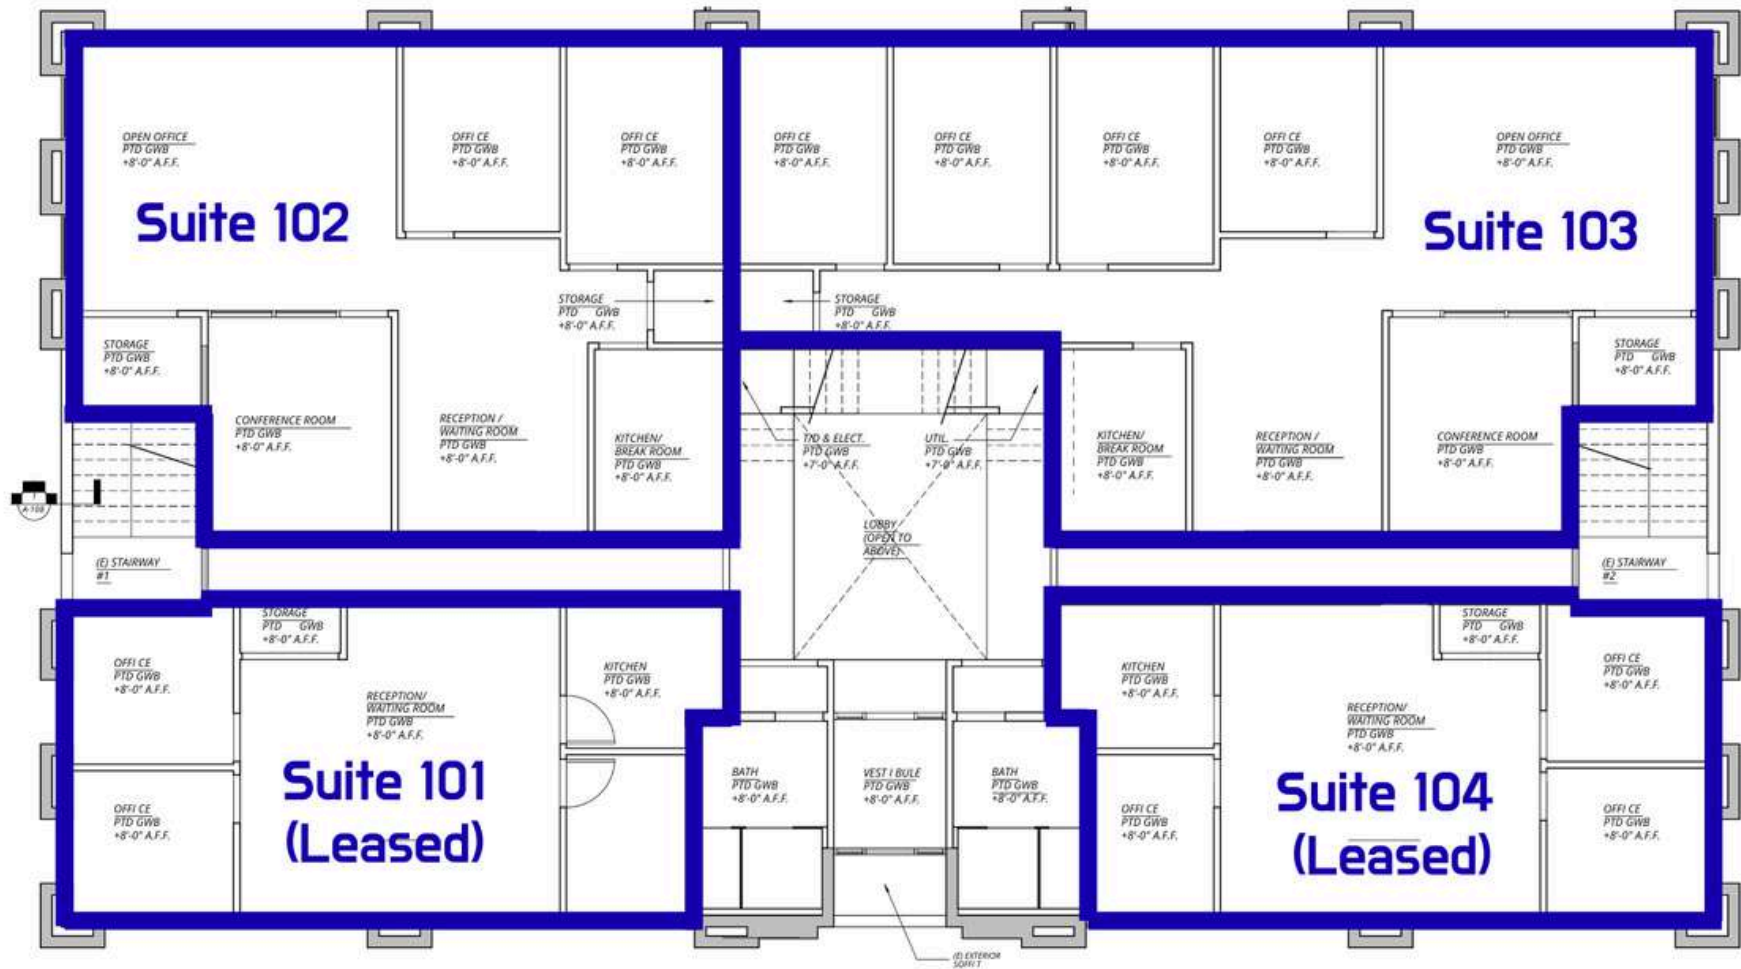 OPEN OFFICE
PTD GWB
+8'-0" A.F.F.
OFFI CE
PTD GWB
+8'-0" A.F.F.
OFFI CE
PTD GWB
+8'-0" A.F.F.
OFFI CE
PTD GWB
+8'-0" A.F.F.
OFFI CE
PTD GWB
+8'-0" A.F.F.
OFFI CE
PTD GWB
+8'-0" A.F.F.
OFFI CE
PTD GWB
+8'-0" A.F.F.
OPEN OFFICE
PTD GWB
+8'-0" A.F.F.
Suite 102
Suite 103
STORAGE
PTD GWB
+8'-0" A.F.F.
STORAGE
PTD GWB
+8'-0" A.F.F.
STORAGE
PTD GWB
+8'-0" A.F.F.
STORAGE
PTD GWB
+8'-0" A.F.F.
CONFERENCE ROOM
PTD GWB
+8'-0" A.F.F.
RECEPTION /
WAITING ROOM
PTD GWB
+8'-0" A.F.F.
KITCHEN/
BREAK ROOM
PTD GWB
+8'-0" A.F.F.
T/D & ELECT.
PTD GWB
+7'-0" A.F.F.
UTIL.
PTD GWB
+7'-0" A.F.F.
KITCHEN/
BREAK ROOM
PTD GWB
+8'-0" A.F.F.
RECEPTION /
WAITING ROOM
PTD GWB
+8'-0" A.F.F.
CONFERENCE ROOM
PTD GWB
+8'-0" A.F.F.
1
A-108
LOBBY
(OPEN TO
ABOVE)
(E) STAIRWAY
#1
(E) STAIRWAY
#2
STORAGE
PTD GWB
+8'-0" A.F.F.
STORAGE
PTD GWB
+8'-0" A.F.F.
OFFI CE
PTD GWB
+8'-0" A.F.F.
RECEPTION/
WAITING ROOM
PTD GWB
+8'-0" A.F.F.
KITCHEN
PTD GWB
+8'-0" A.F.F.
KITCHEN
PTD GWB
+8'-0" A.F.F.
RECEPTION/
WAITING ROOM
PTD GWB
+8'-0" A.F.F.
OFFI CE
PTD GWB
+8'-0" A.F.F.
Suite 101
(Leased)
BATH
PTD GWB
+8'-0" A.F.F.
VEST I BULE
PTD GWB
+8'-0" A.F.F.
BATH
PTD GWB
+8'-0" A.F.F.
Suite 104
(Leased)
OFFI CE
PTD GWB
+8'-0" A.F.F.
OFFI CE
PTD GWB
+8'-0" A.F.F.
OFFI CE
PTD GWB
+8'-0" A.F.F.
(E) EXTERIOR
SOFFI T